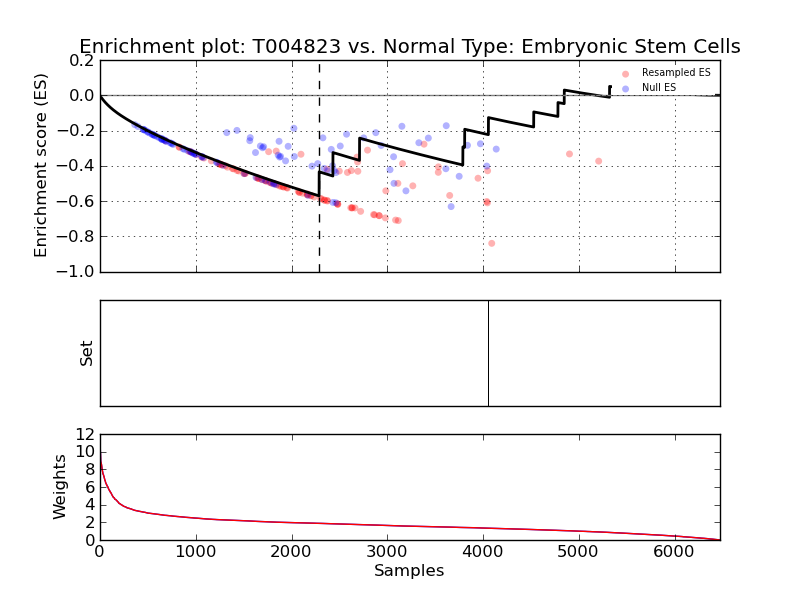 Enrichment plot: T004823 vs. Normal Type: Embryonic Stem Cells
Enrichment score (ES)
0.2
0.0
−0.2
−0.4
−0.6
−0.8
−1.0
Resampled ES
Null ES
Set
Weights
12
10
8
6
4
2
0
0 1000 2000 3000 4000 5000 6000
Samples